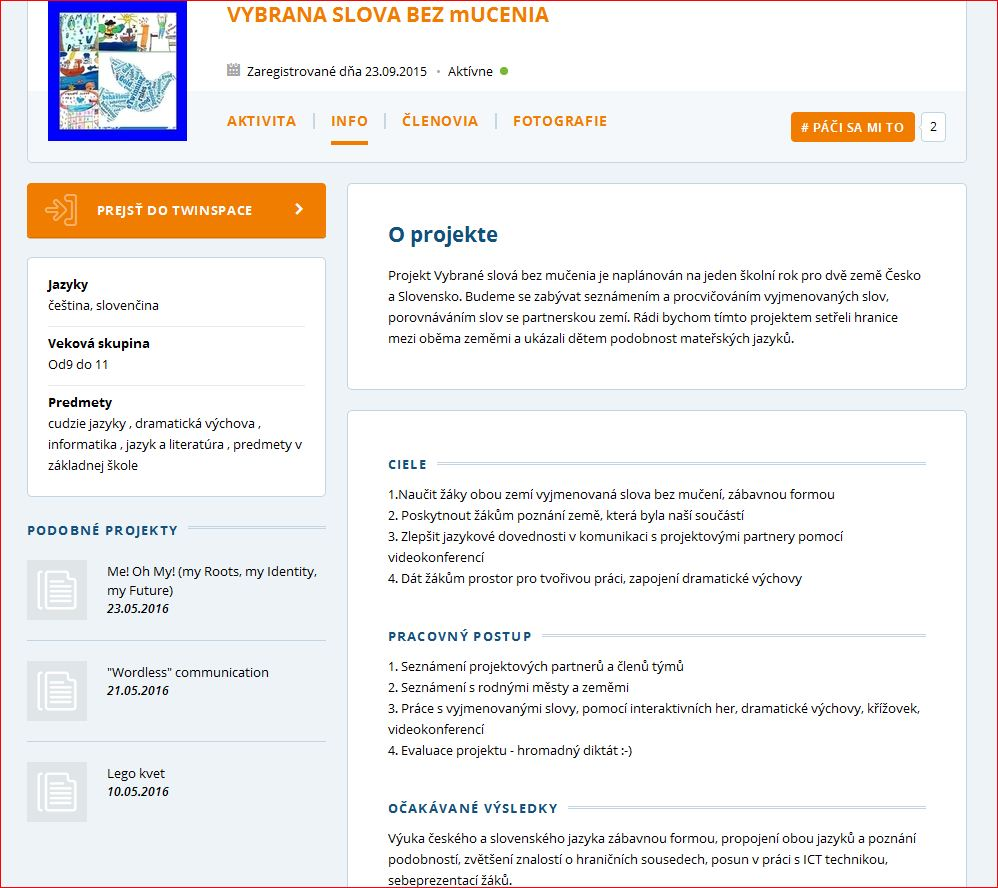 VYBRANA SLOVA BEZ mUCENIA
Zaregistrované dňa 23.09.2015 • Aktívne
AKTIVITA | INFO | ČLENOVIA | FOTOGRAFIE
# PÁČI SA MI TO 2
PREJSŤ DO TWINSPACE
Jazyky
čeština, slovenčina
Veková skupina
Od9 do 11
Predmety
cudzie jazyky , dramatická výchova ,
informatika , jazyk a literatúra , predmety v
základnej škole
PODOBNÉ PROJEKTY
Me! Oh My! (my Roots, my Identity,
my Future)
23.05.2016
"Wordless" communication
21.05.2016
Lego kvet
10.05.2016
O projekte
Projekt Vybrané slová bez mučenia je naplánován na jeden školní rok pro dvě země Česko
a Slovensko. Budeme se zabývat seznámením a procvičováním vyjmenovaných slov,
porovnáváním slov se partnerskou zemí. Rádi bychom tímto projektem setřeli hranice
mezi oběma zeměmi a ukázali dětem podobnost mateřských jazyků.
CIELE
1.Naučit žáky obou zemí vyjmenovaná slova bez mučení, zábavnou formou
2. Poskytnout žákům poznání země, která byla naší součástí
3. Zlepšit jazykové dovednosti v komunikaci s projektovými partnery pomocí
videokonferencí
4. Dát žákům prostor pro tvořivou práci, zapojení dramatické výchovy
PRACOVNÝ POSTUP
1. Seznámení projektových partnerů a členů týmů
2. Seznámení s rodnými městy a zeměmi
3. Práce s vyjmenovanými slovy, pomocí interaktivních her, dramatické výchovy, křížovek,
videokonferencí
4. Evaluace projektu - hromadný diktát :-)
OČAKÁVANÉ VÝSLEDKY
Výuka českého a slovenského jazyka zábavnou formou, propojení obou jazyků a poznání
podobností, zvětšení znalostí o hraničních sousedech, posun v práci s ICT technikou,
sebeprezentací žáků.